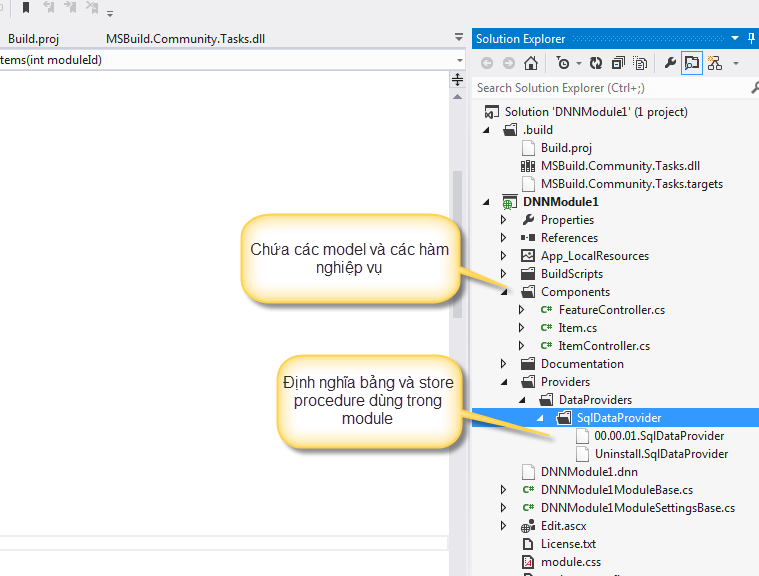 Build.proj
MSBuild.Community.Tasks.dll
tems(int moduleId)
Chứa các model và các hàm
nghiệp vụ
Định nghĩa bảng và store
procedure dùng trong
module
Solution Explorer
Search Solution Explorer (Ctrl+;)
Solution 'DNNModule1' (1 project)
.build
Build.proj
MSBuild.Community.Tasks.dll
MSBuild.Community.Tasks.targets
DNNModule1
Properties
References
App_LocalResources
BuildScripts
Components
FeatureController.cs
Item.cs
ItemController.cs
Documentation
Providers
DataProviders
SqlDataProvider
00.00.01.SqlDataProvider
Uninstall.SqlDataProvider
DNNModule1.dnn
DNNModule1ModuleBase.cs
DNNModule1ModuleSettingsBase.cs
Edit.ascx
License.txt
module.css